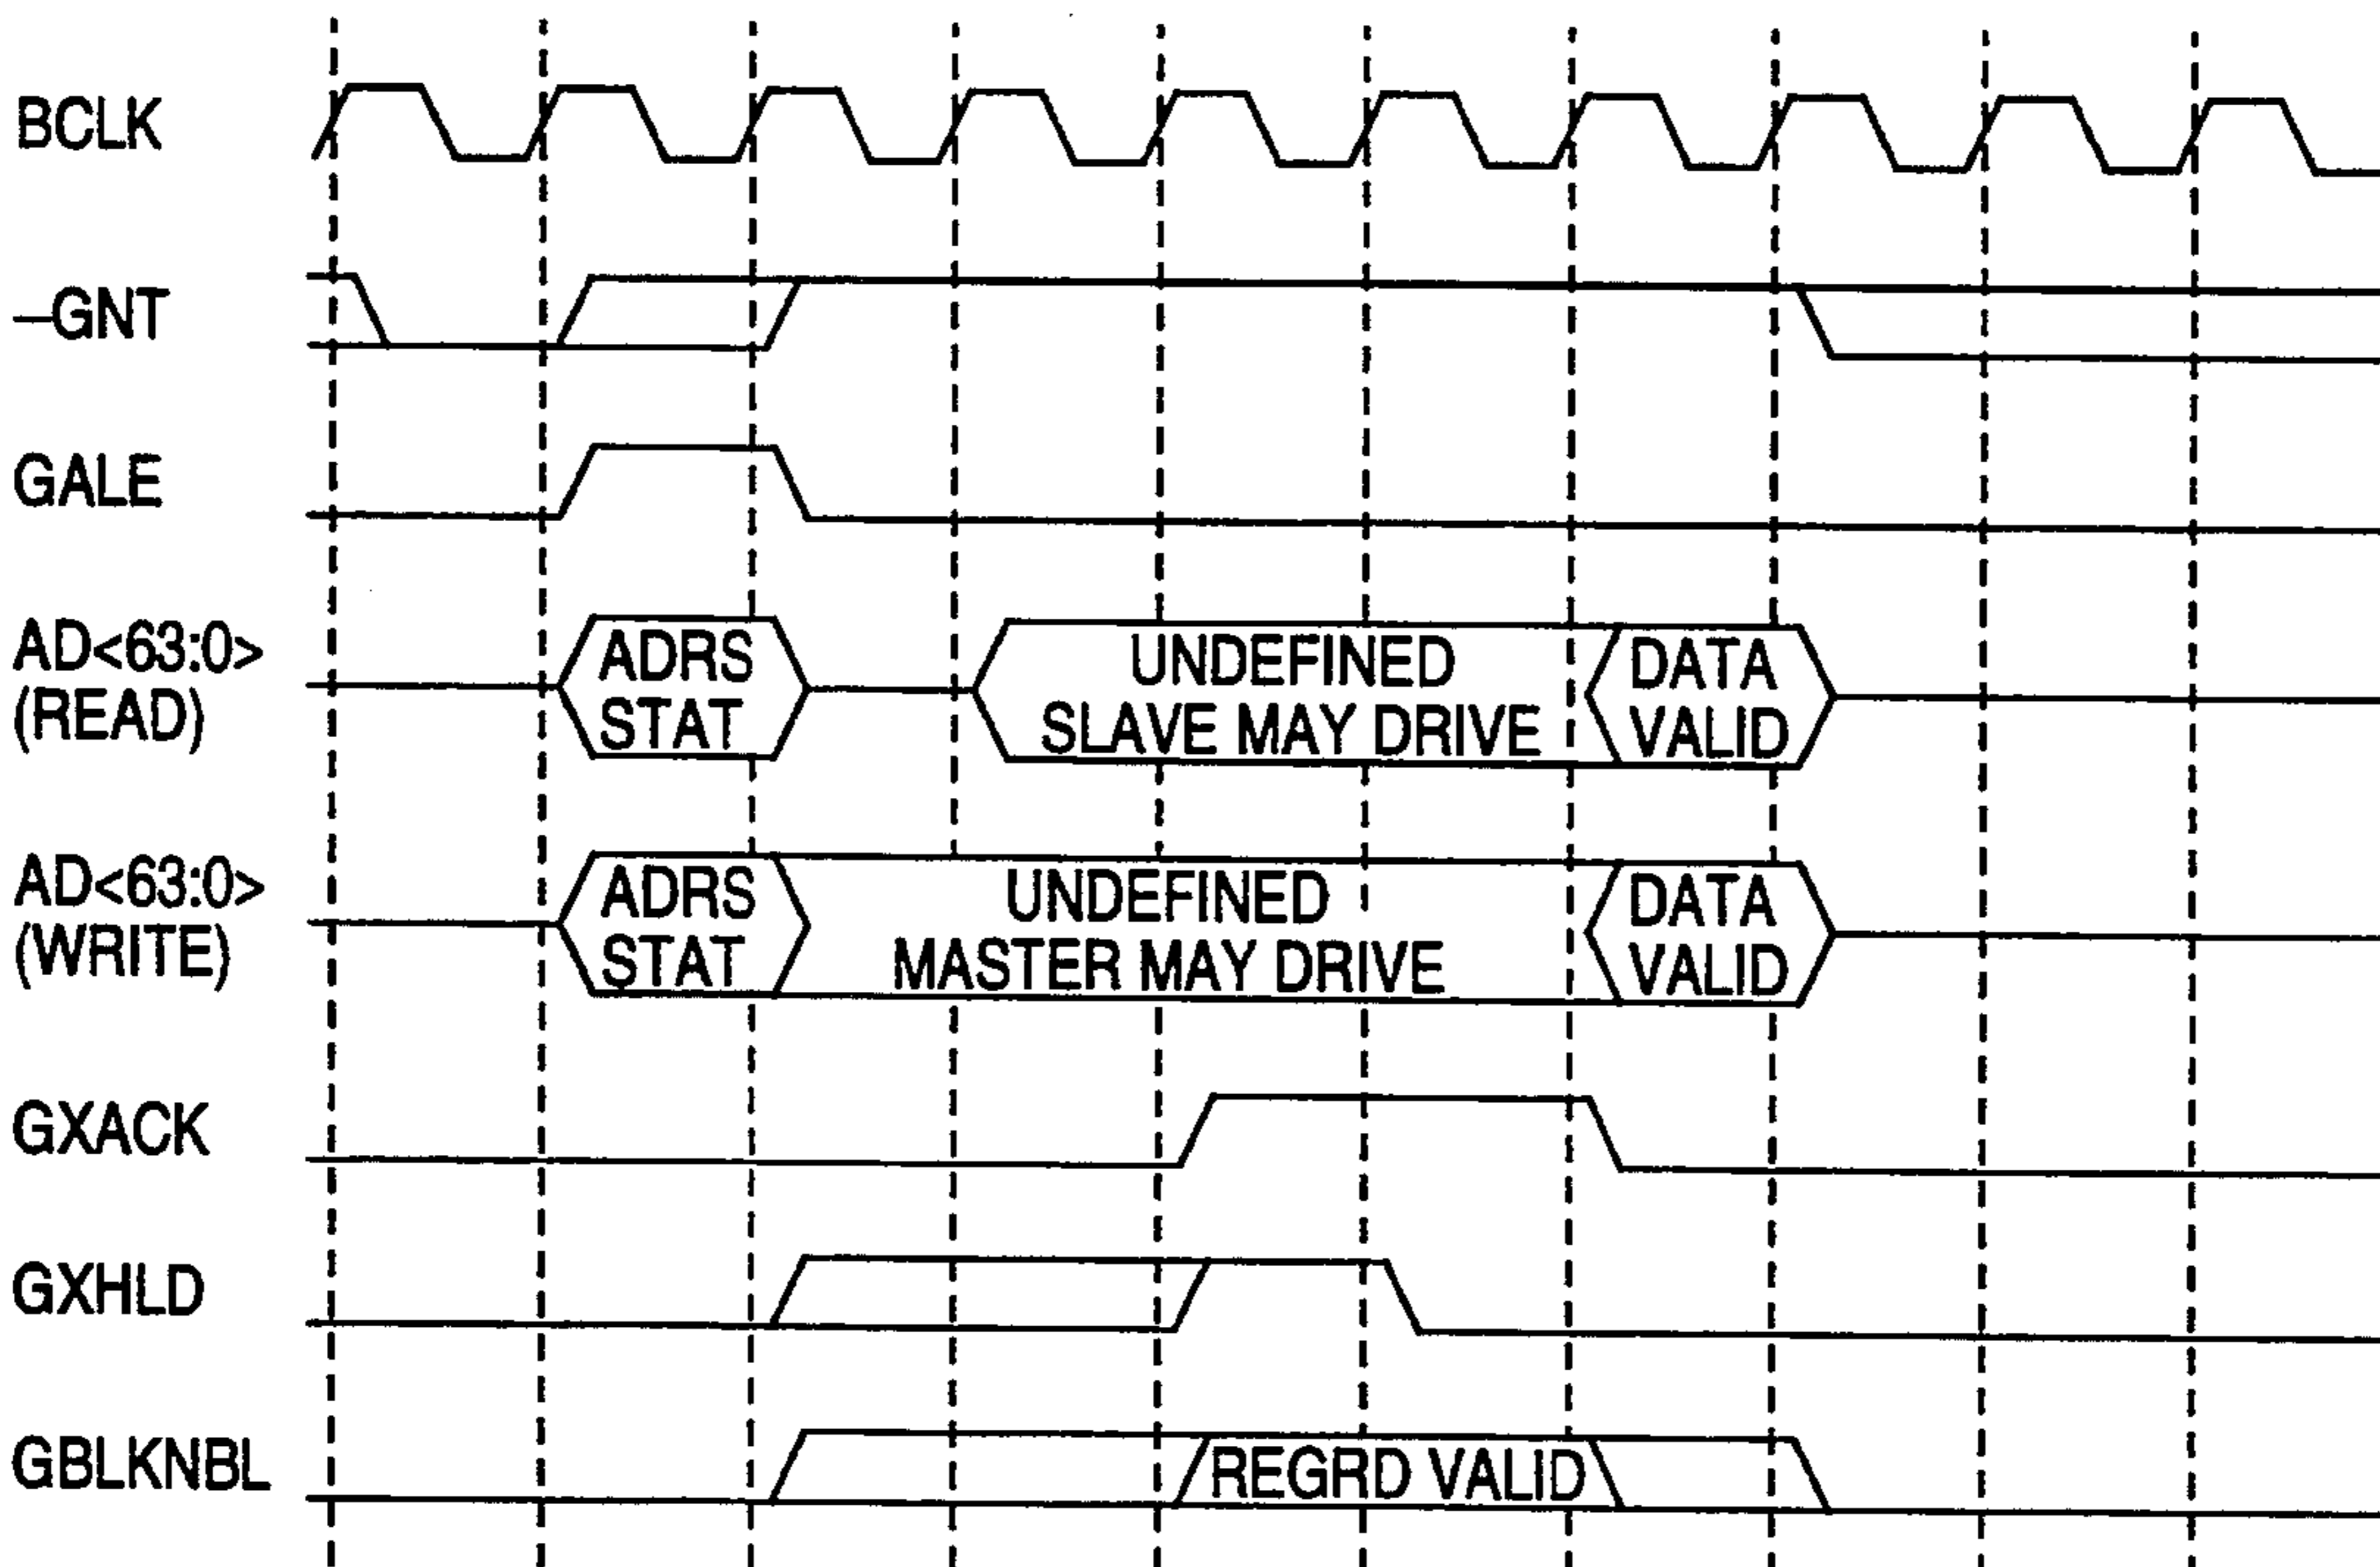 BCLK
–GNT
GALE
AD<63:0>
(READ)
ADRS
STAT
UNDEFINED
SLAVE MAY DRIVE
DATA
VALID
AD<63:0>
(WRITE)
ADRS
STAT
UNDEFINED
MASTER MAY DRIVE
DATA
VALID
GXACK
GXHLD
GBLKNBL
REGRD VALID